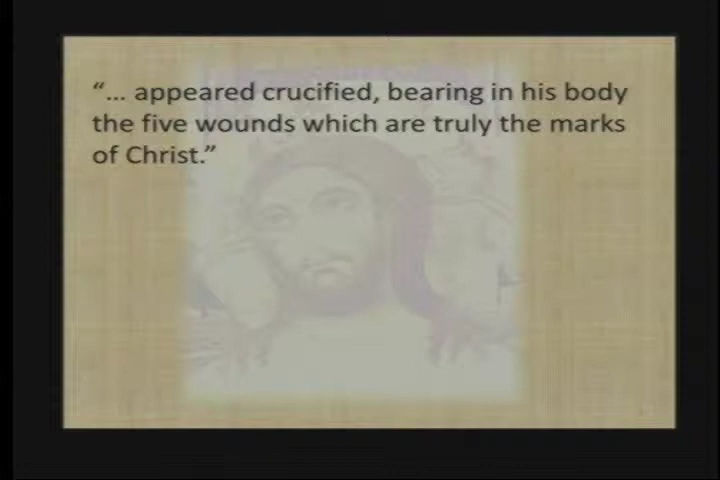 “... appeared crucified, bearing in his body
the five wounds which are truly the marks
of Christ.”